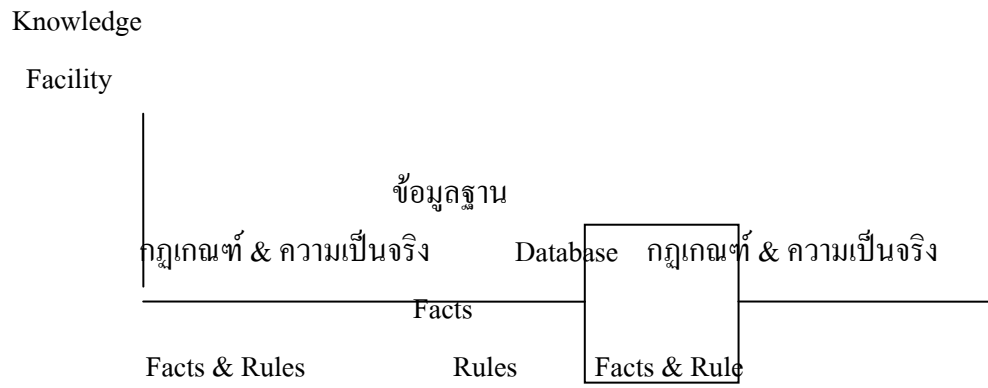 Knowledge
Facility
ข้อมูลฐาน
กฏเกณฑ์ & ความเป็นจริง Database กฏเกณฑ์ & ความเป็นจริง
Facts
Facts & Rules Rules Facts & Rule